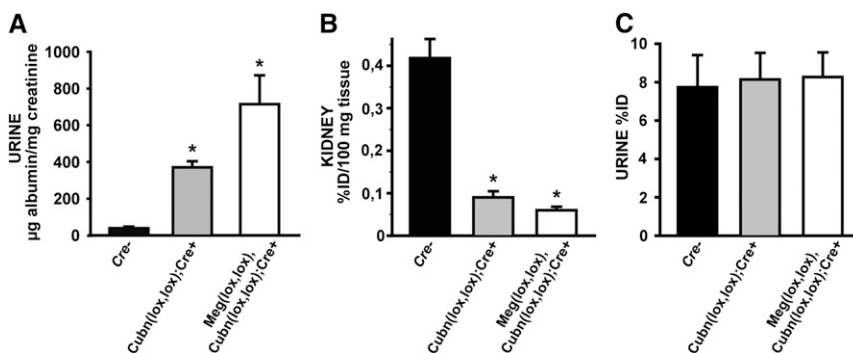 A
URINE
µg albumin/mg creatinine
1000
800
600
400
200
0
*
*
Cre-
Cubn(lox,lox);Cre+
Meg(lox,lox),
Cubn(lox,lox);Cre+
B
KIDNEY
%ID/100 mg tissue
0,4
0,3
0,2
0,1
0
*
*
Cre-
Cubn(lox,lox);Cre+
Meg(lox,lox),
Cubn(lox,lox);Cre+
C
URINE %ID
10
8
6
4
2
0
Cre-
Cubn(lox,lox);Cre+
Meg(lox,lox),
Cubn(lox,lox);Cre+